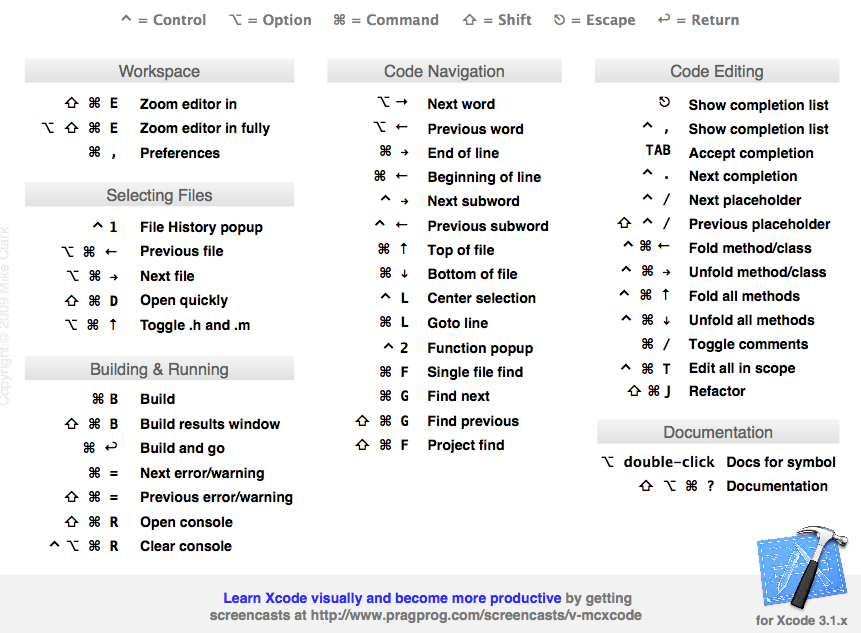 ^ = Control ⌥ = Option ⌘ = Command ⇧ = Shift ⎋ = Escape ↩ = Return
Workspace
⇧ ⌘ E Zoom editor in
⌥ ⇧ ⌘ E Zoom editor in fully
⌘ , Preferences
Selecting Files
^ 1 File History popup
⌥ ⌘ ← Previous file
⌥ ⌘ → Next file
⇧ ⌘ D Open quickly
⌥ ⌘ ↑ Toggle .h and .m
Building & Running
⌘ B Build
⇧ ⌘ B Build results window
⌘ ↩ Build and go
⌘ = Next error/warning
⇧ ⌘ = Previous error/warning
⇧ ⌘ R Open console
^ ⌥ ⌘ R Clear console
Code Navigation
⌥ → Next word
⌥ ← Previous word
⌘ → End of line
⌘ ← Beginning of line
^ → Next subword
^ ← Previous subword
⌘ ↑ Top of file
⌘ ↓ Bottom of file
^ L Center selection
⌘ L Goto line
^ 2 Function popup
⌘ F Single file find
⌘ G Find next
⇧ ⌘ G Find previous
⇧ ⌘ F Project find
Code Editing
⎋ Show completion list
^ , Show completion list
TAB Accept completion
^ . Next completion
^ / Next placeholder
⇧ ^ / Previous placeholder
^ ⌘ ← Fold method/class
^ ⌘ → Unfold method/class
^ ⌘ ↑ Fold all methods
^ ⌘ ↓ Unfold all methods
⌘ / Toggle comments
^ ⌘ T Edit all in scope
⇧ ⌘ J Refactor
Documentation
⌥ double-click Docs for symbol
⇧ ⌥ ⌘ ? Documentation
Copyright © 2009 Mike Clark
Learn Xcode visually and become more productive by getting
screencasts at http://www.pragprog.com/screencasts/v-mcxcode
for Xcode 3.1.x